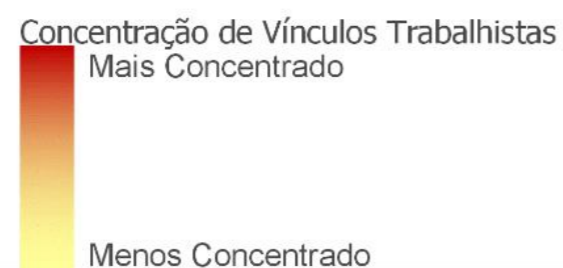 Concentração de Vínculos Trabalhistas
Mais Concentrado
Menos Concentrado